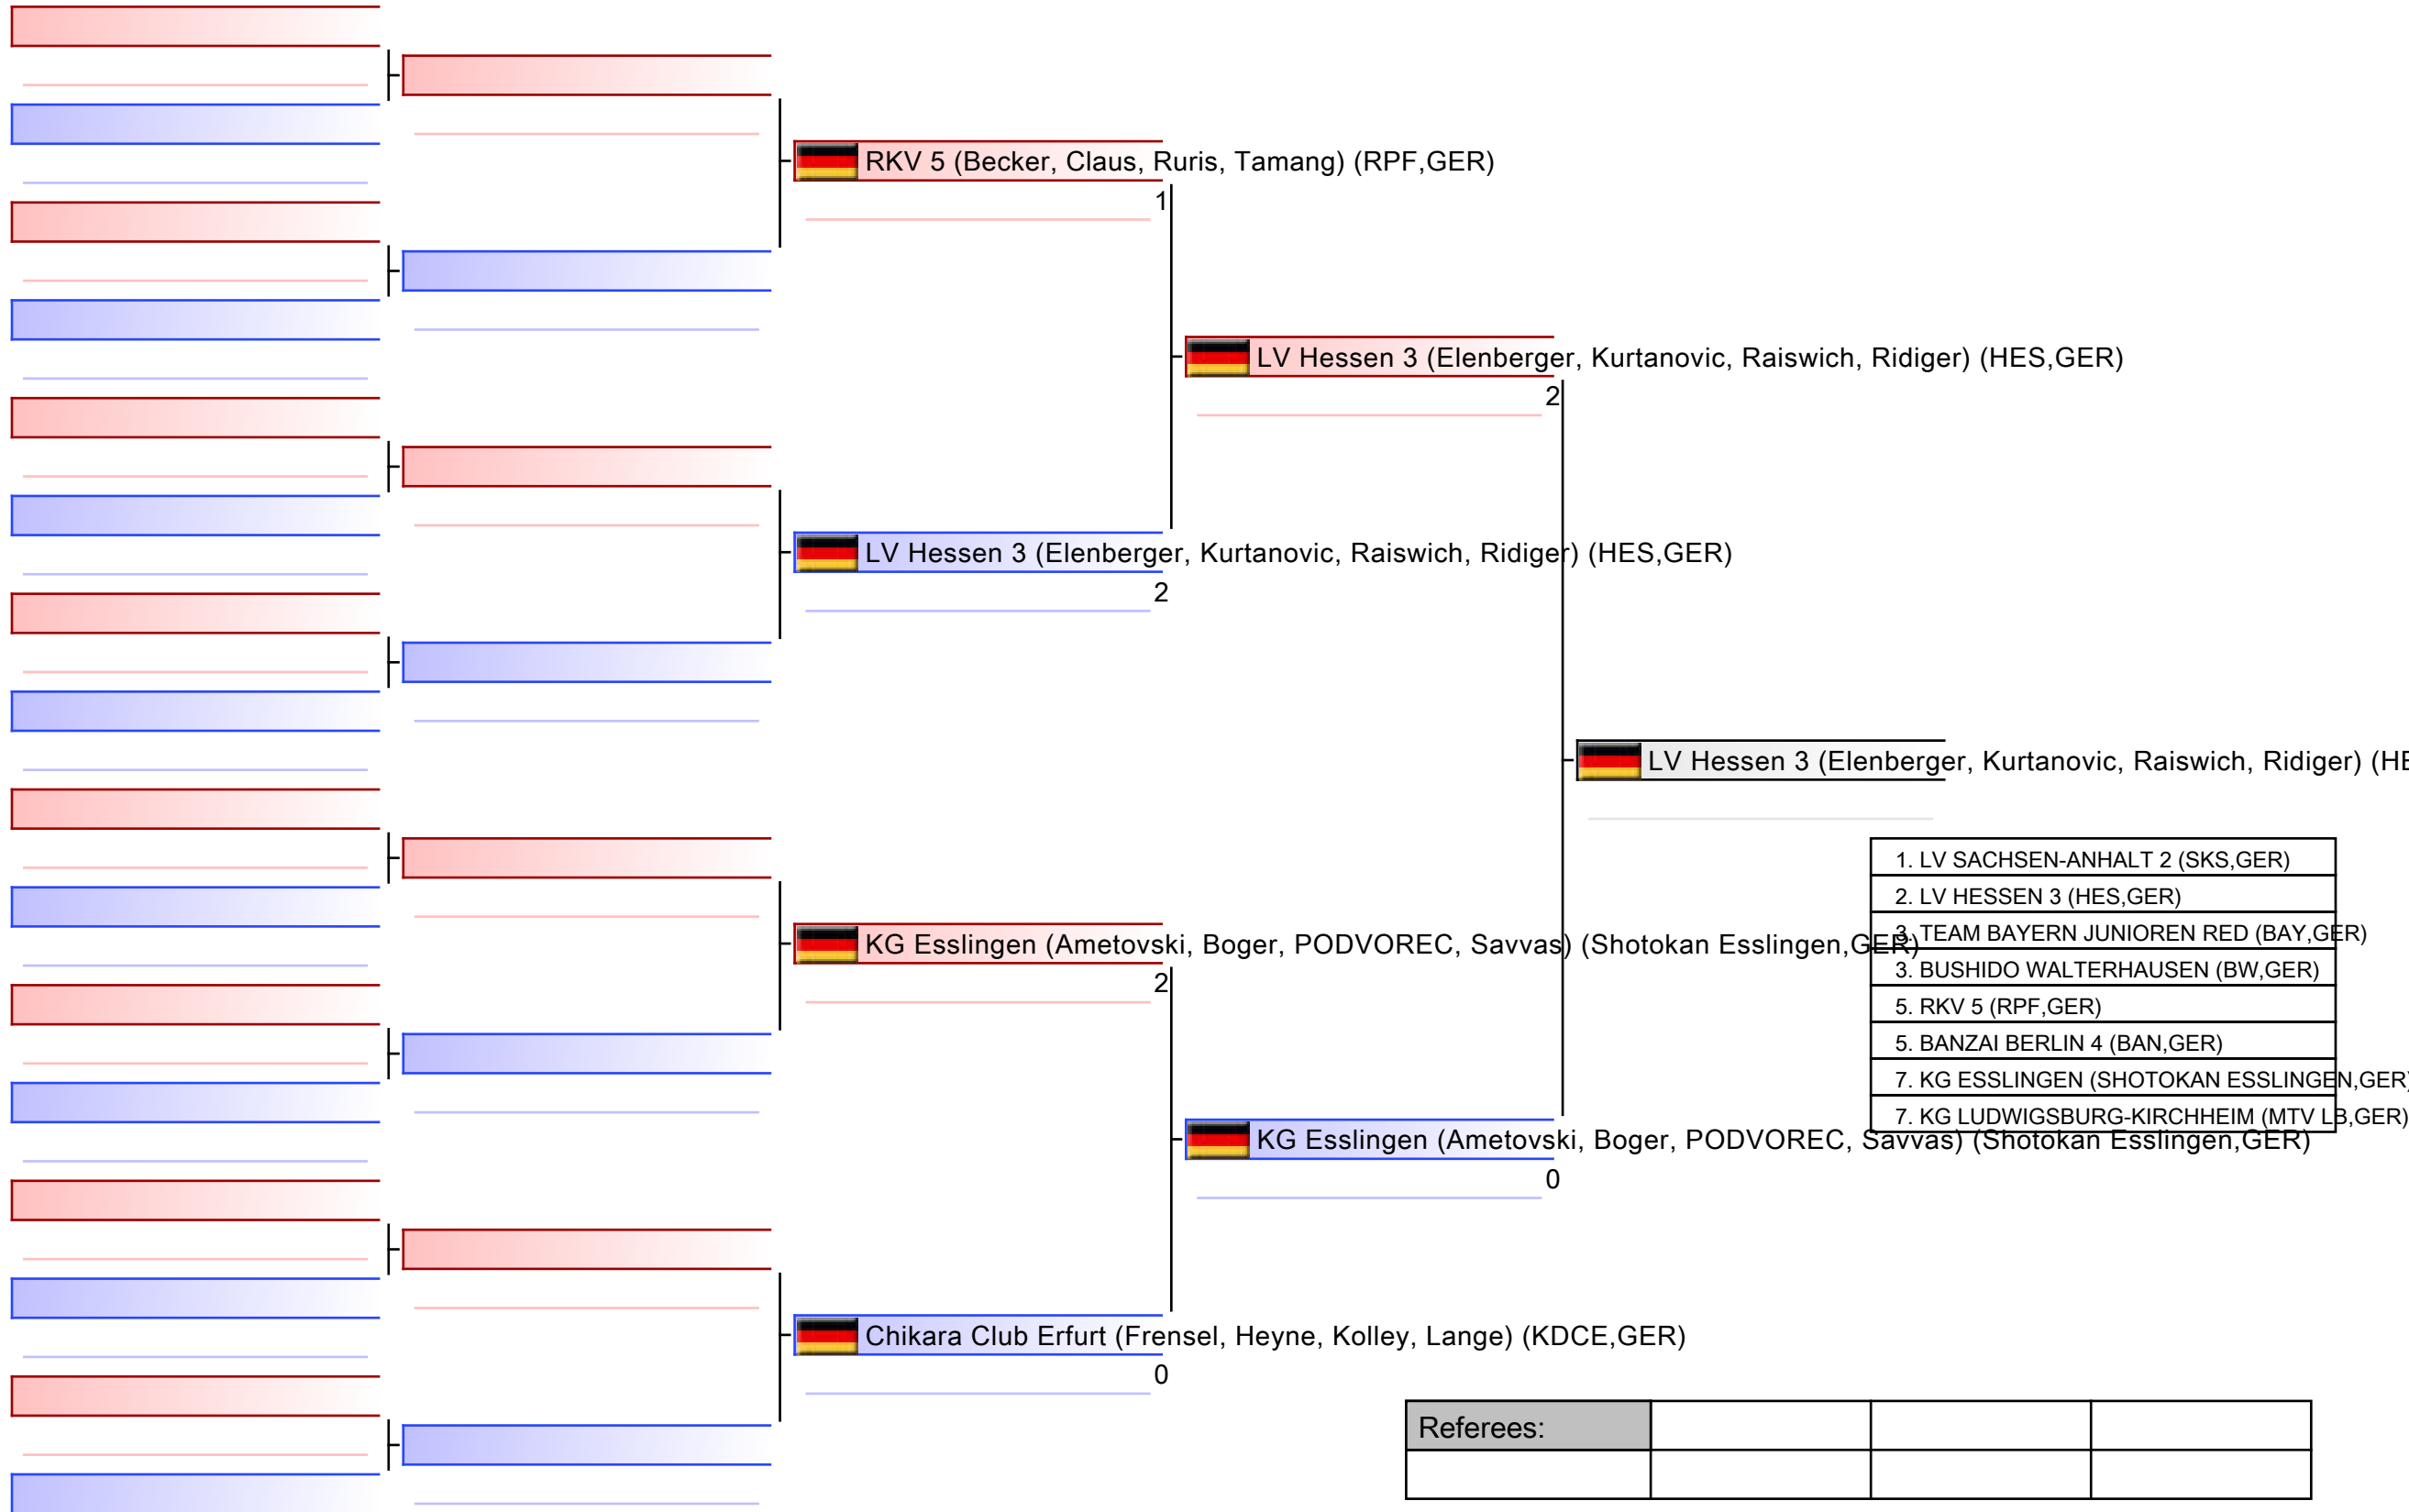 RKV 5 (Becker, Claus, Ruris, Tamang) (RPF,GER)
1
LV Hessen 3 (Elenberger, Kurtanovic, Raiswich, Ridiger) (HES,GER)
2
LV Hessen 3 (Elenberger, Kurtanovic, Raiswich, Ridiger) (HES,GER)
2
LV Hessen 3 (Elenberger, Kurtanovic, Raiswich, Ridiger) (HE
1. LV SACHSEN-ANHALT 2 (SKS,GER)
2. LV HESSEN 3 (HES,GER)
3. TEAM BAYERN JUNIOREN RED (BAY,GER)
3. BUSHIDO WALTERHAUSEN (BW,GER)
5. RKV 5 (RPF,GER)
5. BANZAI BERLIN 4 (BAN,GER)
7. KG ESSLINGEN (SHOTOKAN ESSLINGEN,GER)
7. KG LUDWIGSBURG-KIRCHHEIM (MTV LB,GER)
KG Esslingen (Ametovski, Boger, PODVOREC, Savvas) (Shotokan Esslingen,GER)
2
KG Esslingen (Ametovski, Boger, PODVOREC, Savvas) (Shotokan Esslingen,GER)
0
Chikara Club Erfurt (Frensel, Heyne, Kolley, Lange) (KDCE,GER)
0
Referees: